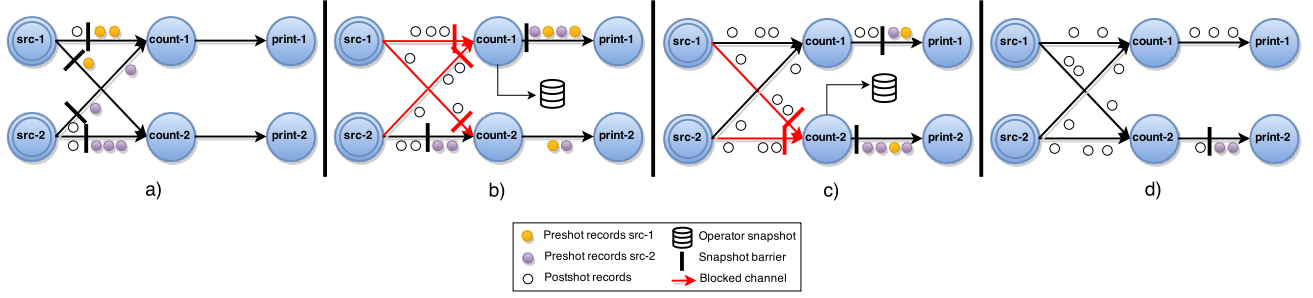 src-1 count-1 print-1 count-1 print-1 src-1 count-1 print-1 src-1 count-1 print-1
src-1
src-2 count-2 print-2 src-2 count-2 print-2 src-2 count-2 print-2 src-2 count-2 print-2
a) b) c) d)
Preshot records src-1 Operator snapshot
Preshot records src-2 Snapshot barrier
Postshot records Blocked channel